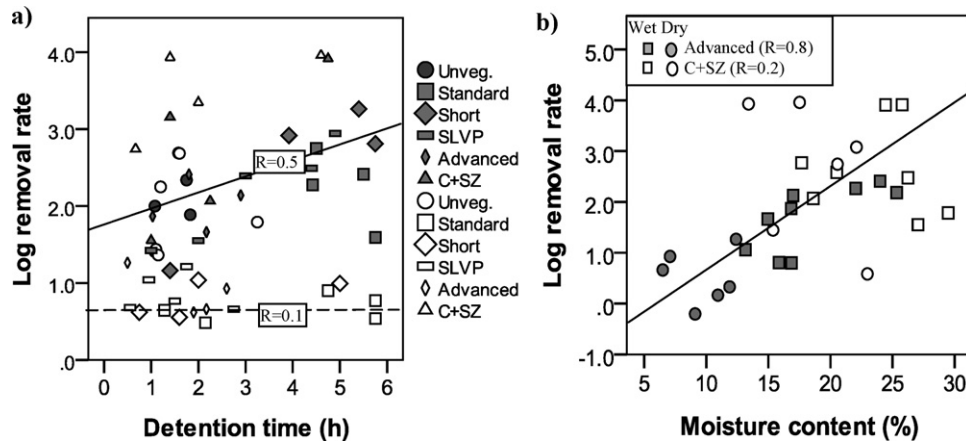 a)
4.0
3.0
2.0
1.0
.0
Log removal rate
R=0.5
R=0.1
0 1 2 3 4 5 6
Detention time (h)
Unveg.
Standard
Short
SLVP
Advanced
C+SZ
Unveg.
Standard
Short
SLVP
Advanced
C+SZ
b)
Wet Dry
Advanced (R=0.8)
C+SZ (R=0.2)
5.0
4.0
3.0
2.0
1.0
.0
-1.0
Log removal rate
5 10 15 20 25 30
Moisture content (%)